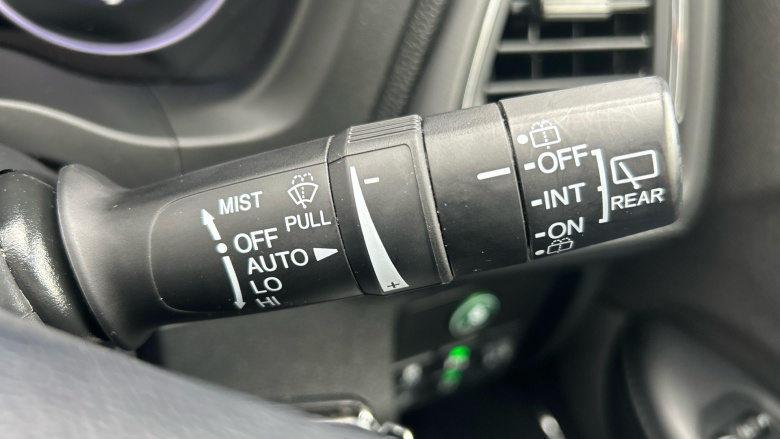 MIST
PULL
OFF
AUTO
LO
HI
-
+
OFF
INT
ON
REAR